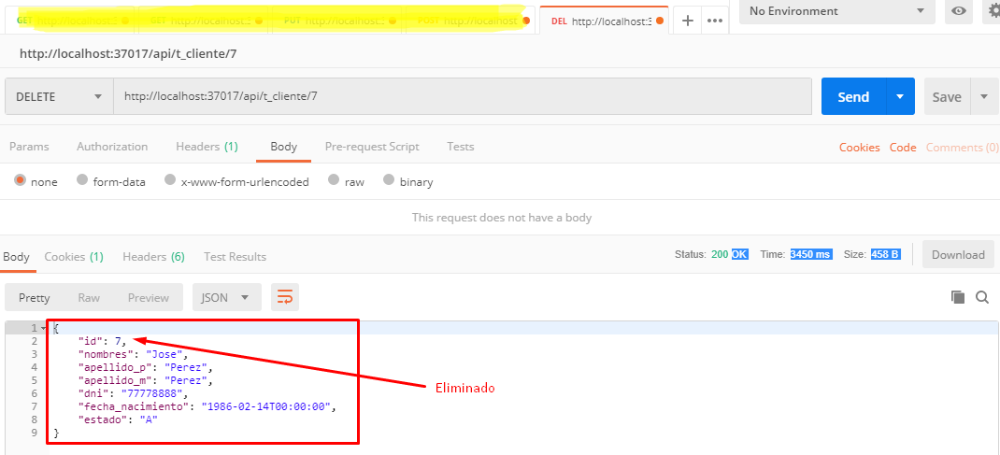 GET http://localhost:3 GET http://localhost:3 PUT http://localhost:3 POST http://localhost DEL http://localhost:3 + ••• No Environment
http://localhost:37017/api/t_cliente/7
DELETE http://localhost:37017/api/t_cliente/7 Send Save
Params Authorization Headers (1) Body Pre-request Script Tests Cookies Code Comments (0)
none form-data x-www-form-urlencoded raw binary
This request does not have a body
Body Cookies (1) Headers (6) Test Results Status: 200 OK Time: 3450 ms Size: 458 B Download
Pretty Raw Preview JSON
1 {
2 "id": 7,
3 "nombres": "Jose",
4 "apellido_p": "Perez",
5 "apellido_m": "Perez",
Eliminado
6 "dni": "77778888",
7 "fecha_nacimiento": "1986-02-14T00:00:00",
8 "estado": "A"
9 }